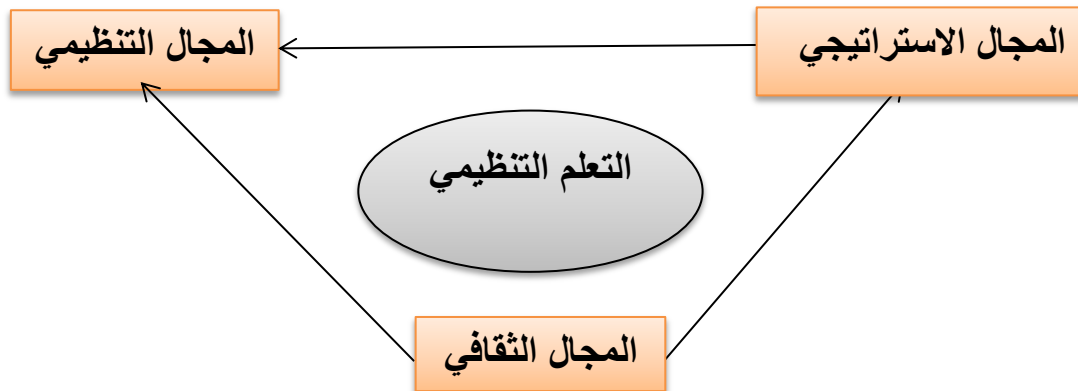 المجال الاستراتيجي
المجال التنظيمي
التعلم التنظيمي
المجال الثقافي